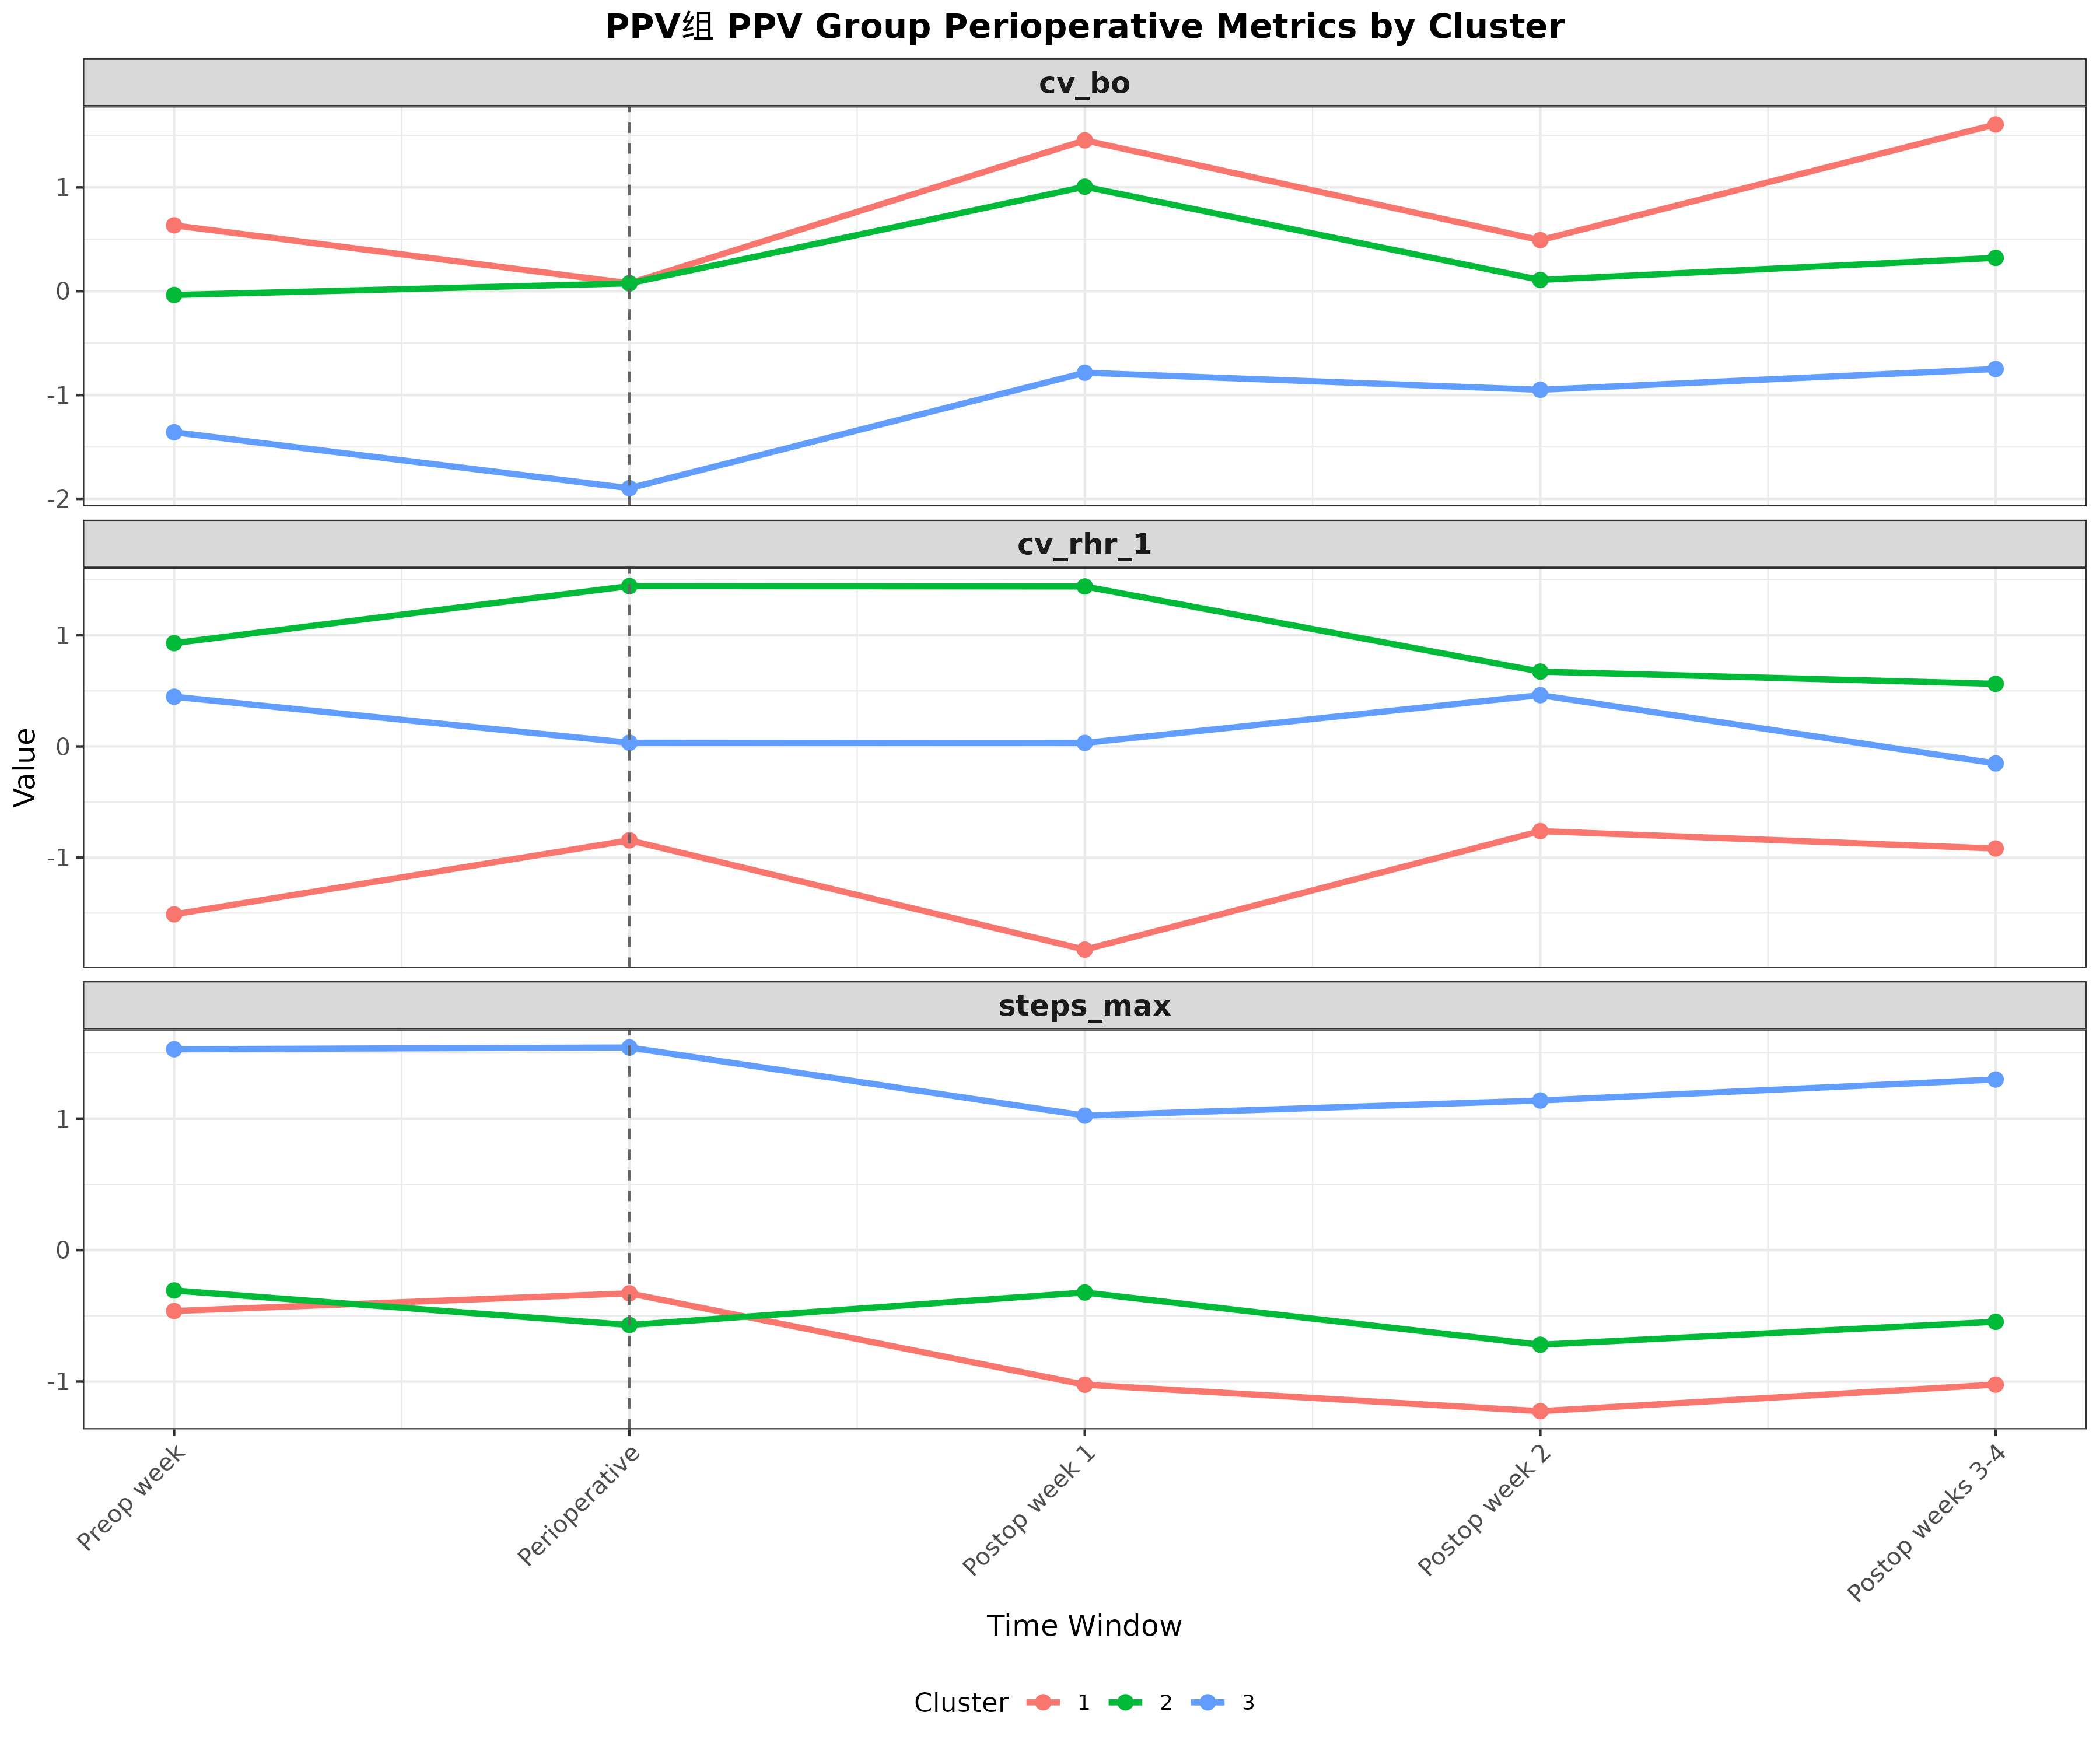 PPV组 PPV Group Perioperative Metrics by Cluster
cv_bo
1
0
-1
-2
cv_rhr_1
1
0
-1
steps_max
1
0
-1
Value
Preop week
Perioperative
Postop week 1
Postop week 2
Postop weeks 3-4
Time Window
Cluster 1 2 3